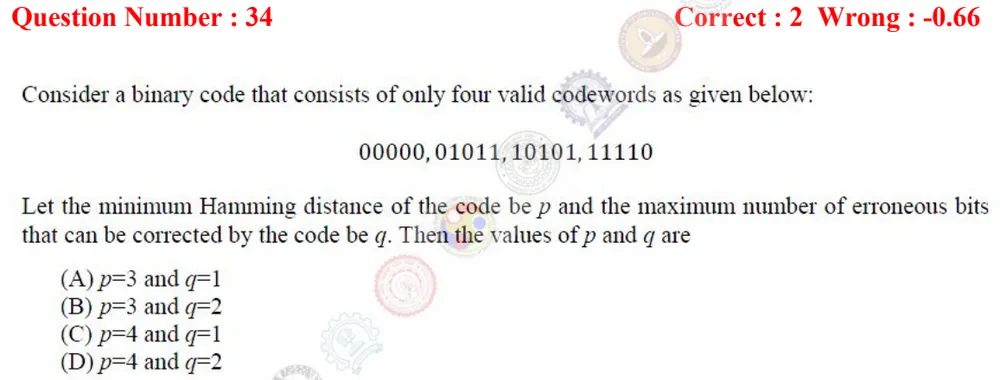 Question Number : 34 Correct : 2 Wrong : -0.66
Consider a binary code that consists of only four valid codewords as given below:
00000, 01011, 10101, 11110
Let the minimum Hamming distance of the code be p and the maximum number of erroneous bits
that can be corrected by the code be q. Then the values of p and q are
(A) p=3 and q=1
(B) p=3 and q=2
(C) p=4 and q=1
(D) p=4 and q=2